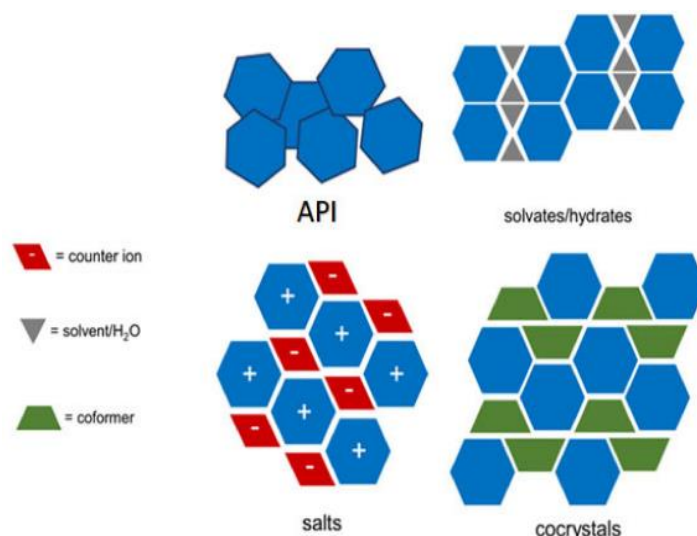 API
solvates/hydrates
- = counter ion
= solvent/H₂O
= coformer
-
+
-
+
-
+
-
+
+
-
-
+
salts
cocrystals